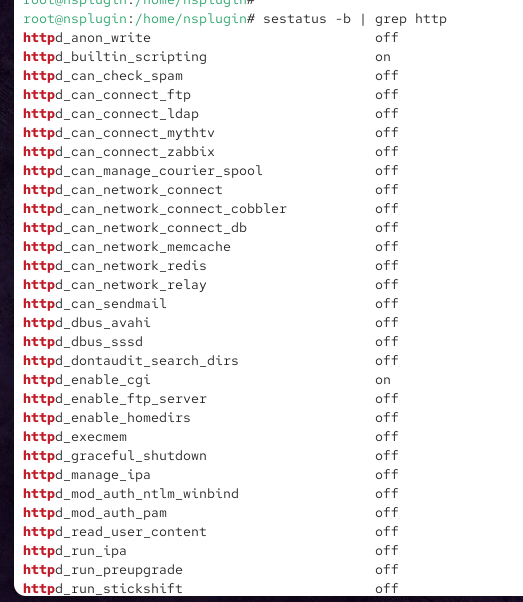 root@nsplugin:/home/nsplugin#
root@nsplugin:/home/nsplugin# sestatus -b | grep http
httpd_anon_write off
httpd_builtin_scripting on
httpd_can_check_spam off
httpd_can_connect_ftp off
httpd_can_connect_ldap off
httpd_can_connect_mythtv off
httpd_can_connect_zabbix off
httpd_can_manage_courier_spool off
httpd_can_network_connect off
httpd_can_network_connect_cobbler off
httpd_can_network_connect_db off
httpd_can_network_memcache off
httpd_can_network_redis off
httpd_can_network_relay off
httpd_can_sendmail off
httpd_dbus_avahi off
httpd_dbus_sssd off
httpd_dontaudit_search_dirs off
httpd_enable_cgi on
httpd_enable_ftp_server off
httpd_enable_homedirs off
httpd_execmem off
httpd_graceful_shutdown off
httpd_manage_ipa off
httpd_mod_auth_ntlm_winbind off
httpd_mod_auth_pam off
httpd_read_user_content off
httpd_run_ipa off
httpd_run_preupgrade off
httpd_run_stickshift off